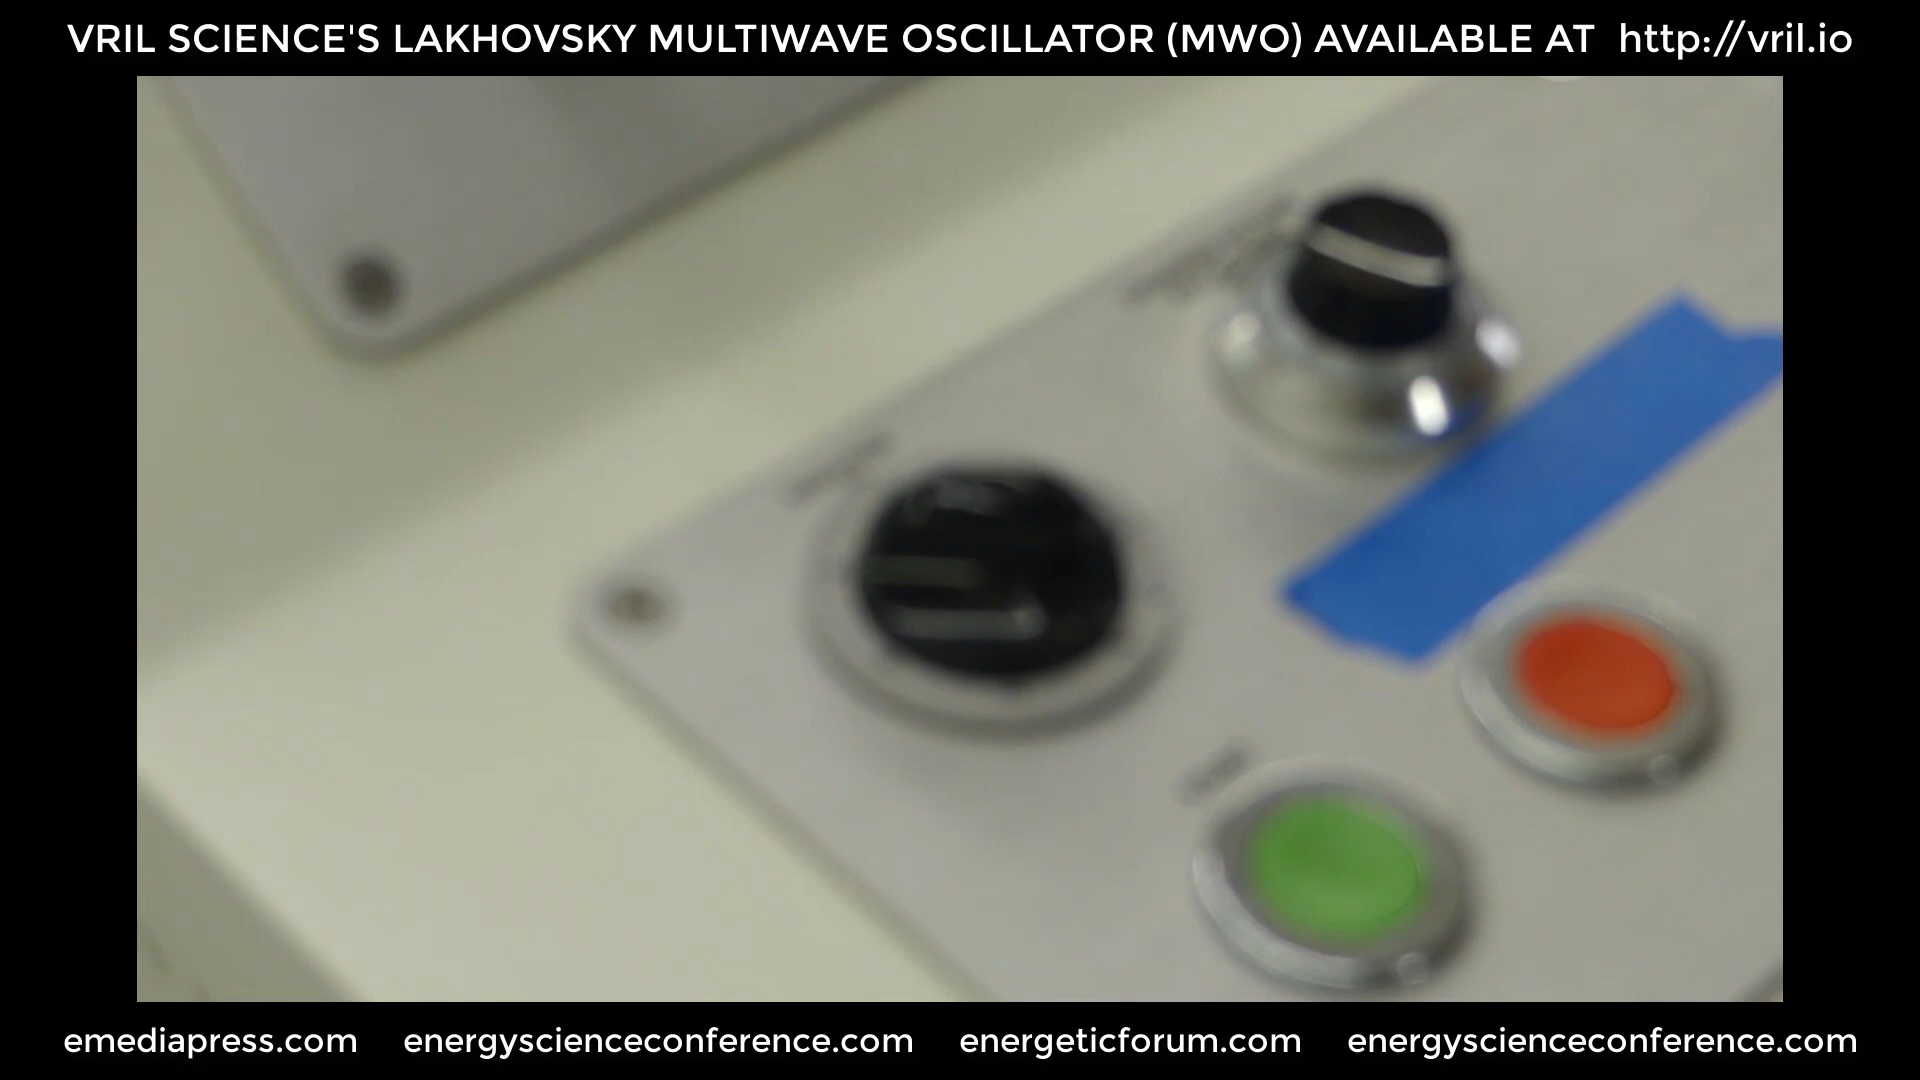 VRIL SCIENCE'S LAKHOVSKY MULTIWAVE OSCILLATOR (MWO) AVAILABLE AT http://vril.io
emediapress.com energyscienceconference.com energeticforum.com energyscienceconference.com